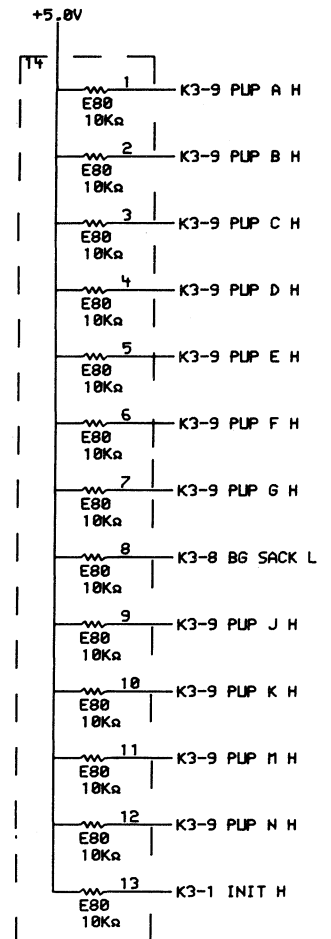 +5.0V
14
1 K3-9 PUP A H
E80
10KΩ
2 K3-9 PUP B H
E80
10KΩ
3 K3-9 PUP C H
E80
10KΩ
4 K3-9 PUP D H
E80
10KΩ
5 K3-9 PUP E H
E80
10KΩ
6 K3-9 PUP F H
E80
10KΩ
7 K3-9 PUP G H
E80
10KΩ
8 K3-8 BG SACK L
E80
10KΩ
9 K3-9 PUP J H
E80
10KΩ
10 K3-9 PUP K H
E80
10KΩ
11 K3-9 PUP M H
E80
10KΩ
12 K3-9 PUP N H
E80
10KΩ
13 K3-1 INIT H
E80
10KΩ